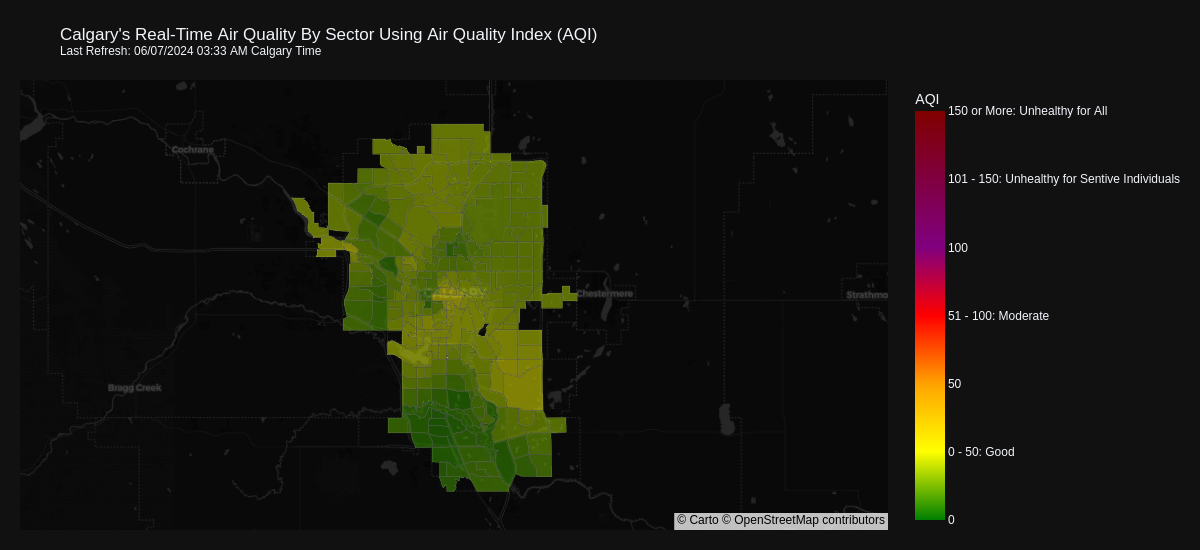 Calgary's Real-Time Air Quality By Sector Using Air Quality Index (AQI)
Last Refresh: 06/07/2024 03:33 AM Calgary Time
AQI
150 or More: Unhealthy for All
Cochrane
101 - 150: Unhealthy for Sentive Individuals
100
CALGARY
Chestermere
Strathmo
51 - 100: Moderate
Bragg Creek
50
0 - 50: Good
0
© Carto © OpenStreetMap contributors